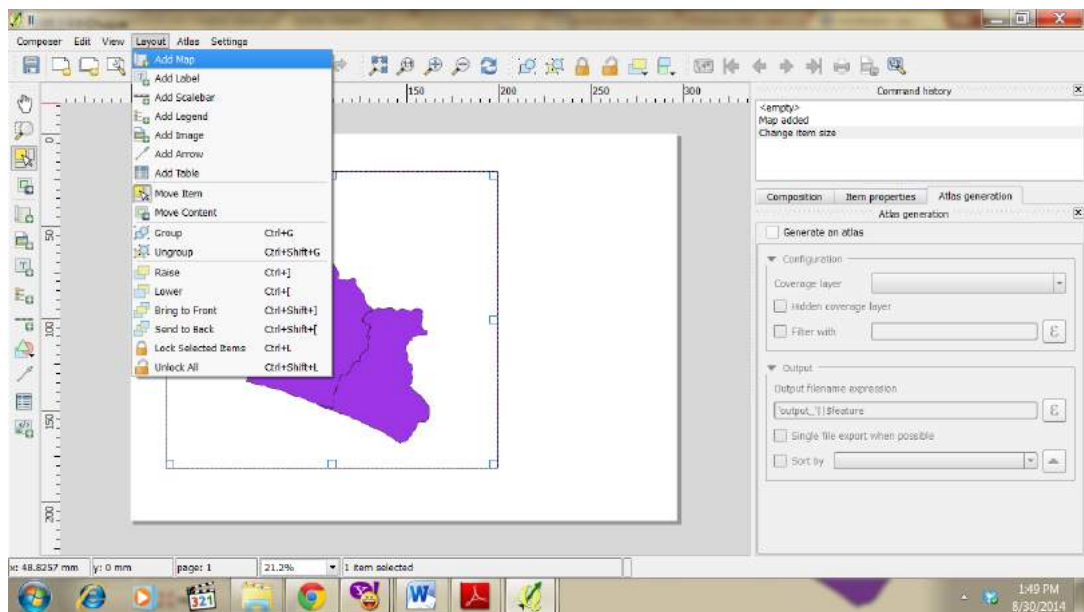 Composer Edit View Layout Atlas Settings
Add Map
Add Label
Add Scalebar
Add Legend
Add Image
Add Arrow
Add Table
Move Item
Move Content
Group Ctrl+G
Ungroup Ctrl+Shift+G
Raise Ctrl+]
Lower Ctrl+[
Bring to Front Ctrl+Shift+]
Send to Back Ctrl+Shift+[
Lock Selected Items Ctrl+L
Unlock All Ctrl+Shift+L
150 200 250 300
0
50
100
150
200
Command history
<empty>
Map added
Change item size
Composition Item properties Atlas generation
Atlas generation
Generate an atlas
Configuration
Coverage layer
Hidden coverage layer
Filter with ε
Output
Output filename expression
'output_'||$feature ε
Single file export when possible
Sort by
x: 48.8257 mm y: 0 mm page: 1 21.2% 1 item selected
321
1:49 PM
8/30/2014